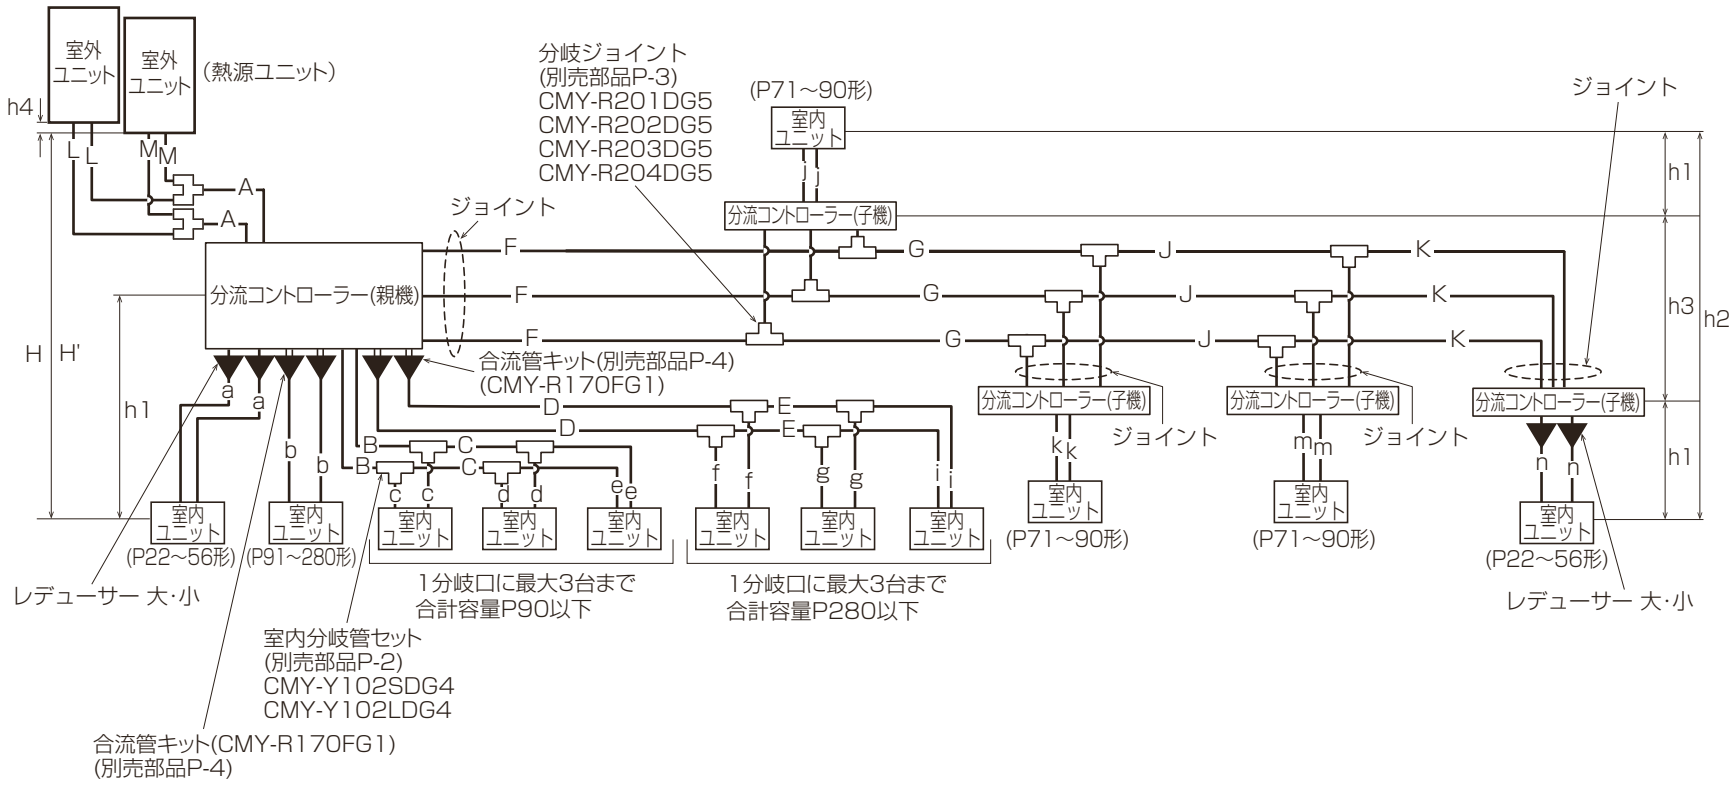 室外
ユニット
室外
ユニット
(熱源ユニット)
h4
L
L
M
M
A
A
分岐ジョイント
(別売部品P-3)
CMY-R201DG5
CMY-R202DG5
CMY-R203DG5
CMY-R204DG5
(P71～90形)
室内
ユニット
j
j
分流コントローラー(子機)
ジョイント
h1
ジョイント
F
G
J
K
分流コントローラー(親機)
F
G
J
K
h3
h2
F
G
J
K
H
H'
h1
合流管キット(別売部品P-4)
(CMY-R170FG1)
a
a
b
b
D
E
D
E
B
C
B
C
c
c
d
d
e
e
f
f
g
g
i
i
分流コントローラー(子機)
分流コントローラー(子機)
分流コントローラー(子機)
ジョイント
ジョイント
k
k
m
m
n
n
h1
室内
ユニット
(P22～56形)
室内
ユニット
(P91～280形)
室内
ユニット
室内
ユニット
室内
ユニット
室内
ユニット
室内
ユニット
室内
ユニット
室内
ユニット
(P71～90形)
室内
ユニット
(P71～90形)
室内
ユニット
(P22～56形)
レデューサー 大･小
1分岐口に最大3台まで
合計容量P90以下
1分岐口に最大3台まで
合計容量P280以下
レデューサー 大･小
室内分岐管セット
(別売部品P-2)
CMY-Y102SDG4
CMY-Y102LDG4
合流管キット(CMY-R170FG1)
(別売部品P-4)